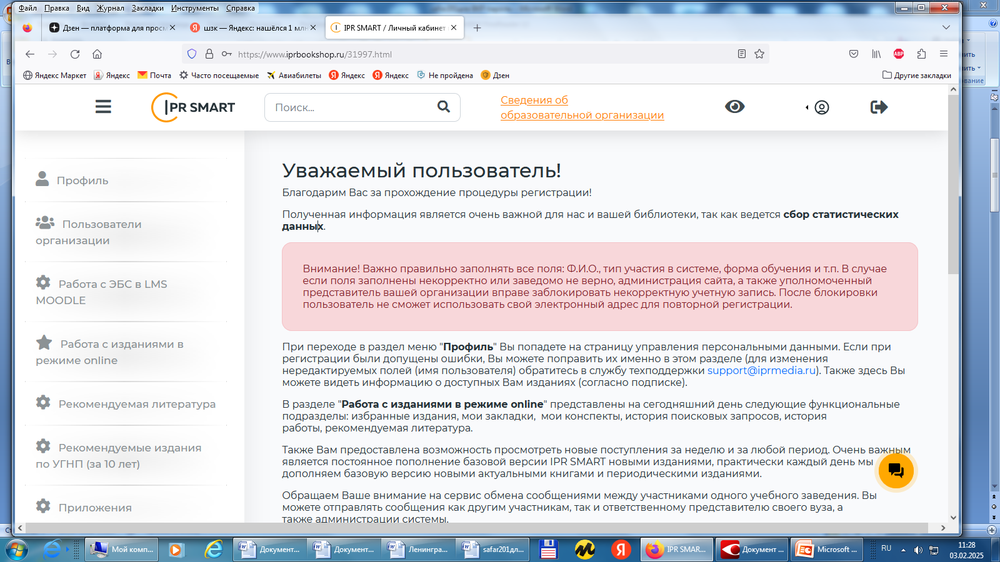 Файл Правка Вид Журнал Закладки Инструменты Справка
Дзен — платформа для просм
шзк — Яндекс: нашёлся 1 млн
IPR SMART / Личный кабинет
https://www.iprbookshop.ru/31997.html
Яндекс Маркет
Яндекс
Почта
Часто посещаемые
Авиабилеты
Яндекс
Яндекс
Не пройдена
Дзен
Другие закладки
IPR SMART
Поиск...
Сведения об
образовательной организации
Профиль
Пользователи
организации
Работа с ЭБС в LMS
MOODLE
Работа с изданиями в
режиме online
Рекомендуемая литература
Рекомендуемые издания
по УГНП (за 10 лет)
Приложения
Уважаемый пользователь!
Благодарим Вас за прохождение процедуры регистрации!
Полученная информация является очень важной для нас и вашей библиотеки, так как ведется сбор статистических
данных.
Внимание! Важно правильно заполнять все поля: Ф.И.О., тип участия в системе, форма обучения и т.п. В случае
если поля заполнены некорректно или заведомо не верно, администрация сайта, а также уполномоченный
представитель вашей организации вправе заблокировать некорректную учетную запись. После блокировки
пользователь не сможет использовать свой электронный адрес для повторной регистрации.
При переходе в раздел меню "Профиль" Вы попадете на страницу управления персональными данными. Если при
регистрации были допущены ошибки, Вы можете поправить их именно в этом разделе (для изменения
нередактируемых полей (имя пользователя) обратитесь в службу техподдержки support@iprmedia.ru). Также здесь Вы
можете видеть информацию о доступных Вам изданиях (согласно подписке).
В разделе "Работа с изданиями в режиме online" представлены на сегодняшний день следующие функциональные
подразделы: избранные издания, мои закладки, мои конспекты, история поисковых запросов, история
работы, рекомендуемая литература.
Также Вам предоставлена возможность просмотреть новые поступления за неделю и за любой период. Очень важным
является постоянное пополнение базовой версии IPR SMART новыми изданиями, практически каждый день мы
дополняем базовую версию новыми актуальными книгами и периодическими изданиями.
Обращаем Ваше внимание на сервис обмена сообщениями между участниками одного учебного заведения. Вы
можете отправлять сообщения как другим участникам, так и ответственному представителю своего вуза, а
также администрации системы.
Мой комп...
Документ...
Документ...
Ленингра...
safar201дл...
IPR SMAR...
Документ ...
Microsoft ...
RU
11:28
03.02.2025